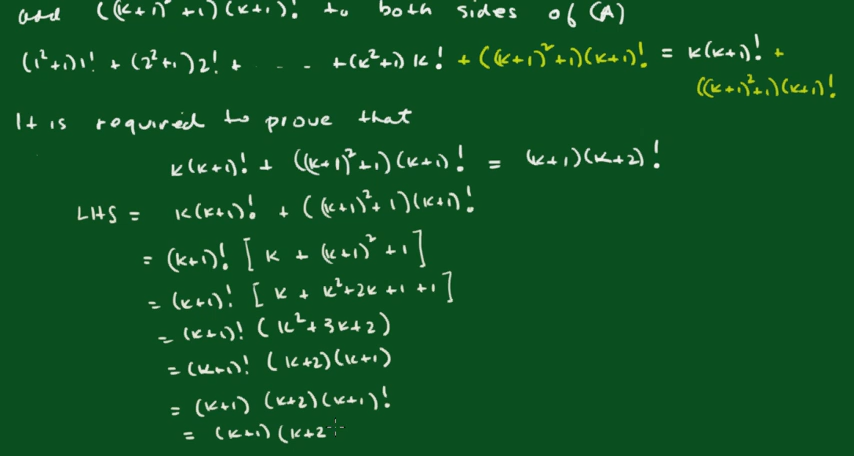 add ((k+1)²+1)(k+1)! to both sides of (A)
(1²+1)1! + (2²+1)2! + . - - +(k²+1)k! +((k+1)²+1)(k+1)! = k(k+1)! +
((k+1)²+1)(k+1)!
It is required to prove that
k(k+1)! + ((k+1)²+1)(k+1)! = (k+1)(k+2)!
LHS = k(k+1)! + ((k+1)²+1)(k+1)!
= (k+1)! [k + (k+1)² +1]
= (k+1)! [k + k²+2k+1 +1]
= (k+1)! (k²+3k+2)
= (k+1)! (k+2)(k+1)
= (k+1) (k+2)(k+1)!
= (k+1)(k+2